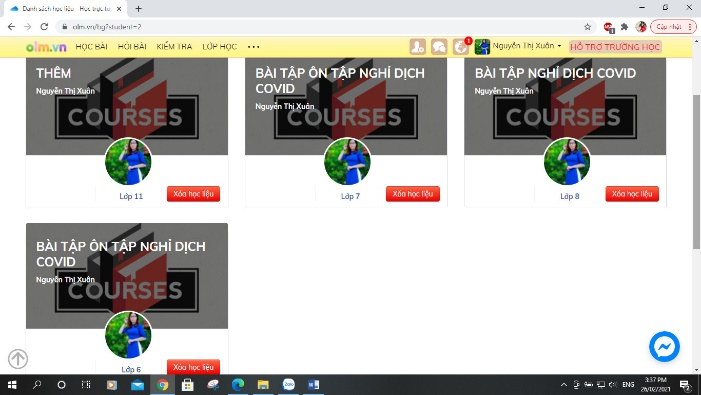 Danh sách học liệu - Học trực tu
olm.vn/bg?student=2
Cập nhật
olm.vn HỌC BÀI HỎI BÀI KIỂM TRA LỚP HỌC
1 Nguyễn Thị Xuân HỖ TRỢ TRƯỜNG HỌC
THÊM
Nguyễn Thị Xuân
COURSES
Lớp 11
Xóa học liệu
BÀI TẬP ÔN TẬP NGHỈ DỊCH
COVID
Nguyễn Thị Xuân
COURSES
Lớp 7
Xóa học liệu
BÀI TẬP NGHỈ DỊCH COVID
Nguyễn Thị Xuân
COURSES
Lớp 8
Xóa học liệu
BÀI TẬP ÔN TẬP NGHỈ DỊCH
COVID
Nguyễn Thị Xuân
COURSES
Lớp 6
Xóa học liệu
Zalo
ENG
3:37 PM
26/02/2021
2